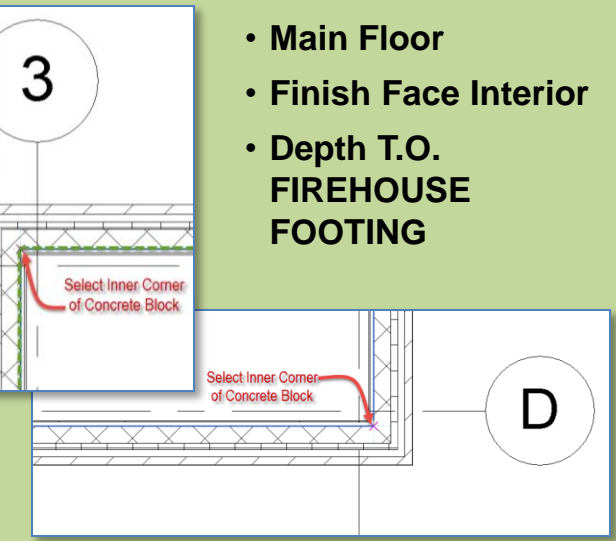 3
• Main Floor
• Finish Face Interior
• Depth T.O.
FIREHOUSE
FOOTING
Select Inner Corner
of Concrete Block
Select Inner Corner
of Concrete Block
D